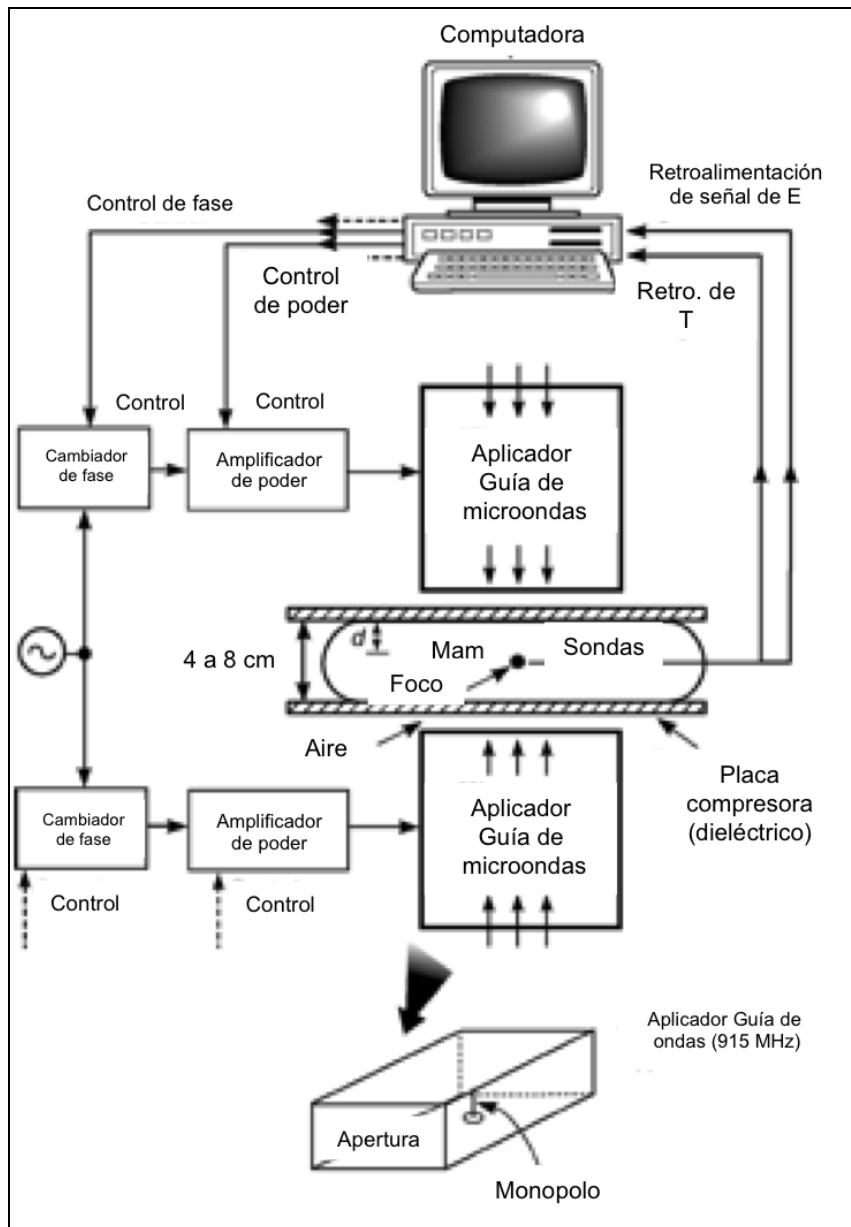 Computadora
Retroalimentación
de señal de E
Control de fase
Control
de poder
Retro. de
T
Control
Control
Cambiador
de fase
Amplificador
de poder
Aplicador
Guía de
microondas
4 a 8 cm
d
Mam
Sondas
Foco
Aire
Placa
compresora
(dieléctrico)
Cambiador
de fase
Amplificador
de poder
Aplicador
Guía de
microondas
Control
Control
Aplicador Guía de
ondas (915 MHz)
Apertura
Monopolo